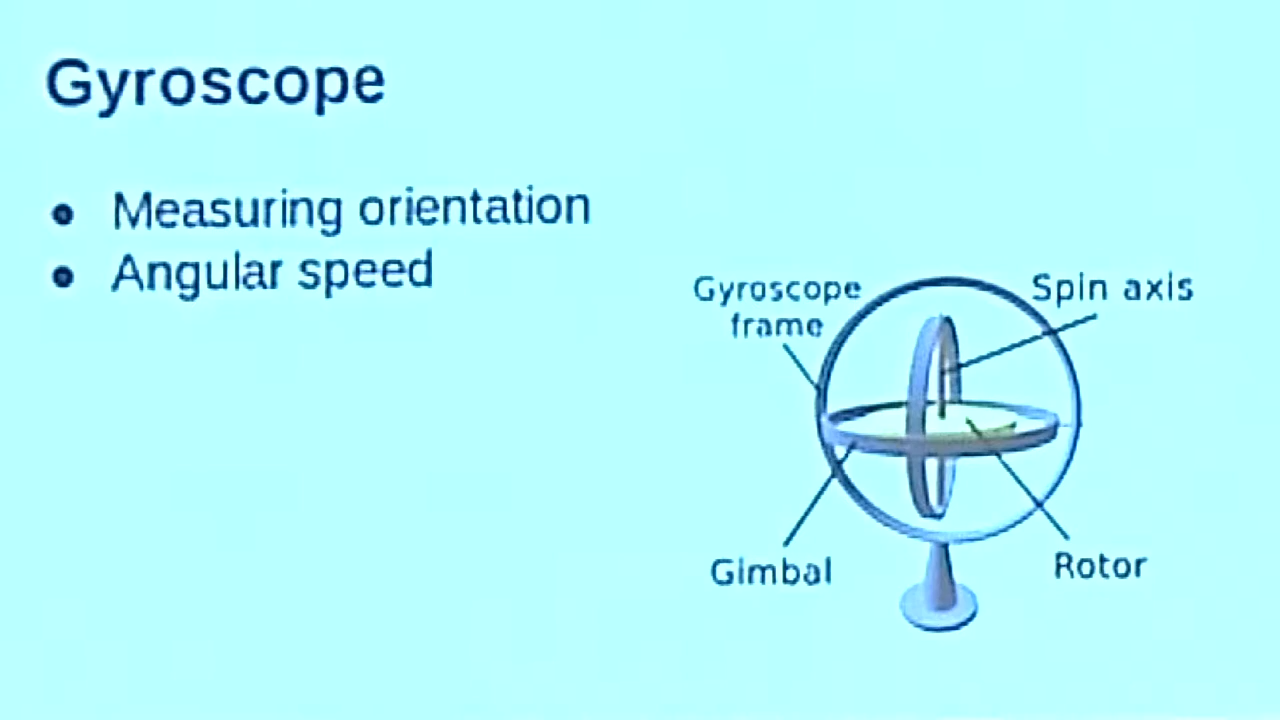 Gyroscope
Measuring orientation
Angular speed
Gyroscope
frame
Spin axis
Gimbal
Rotor